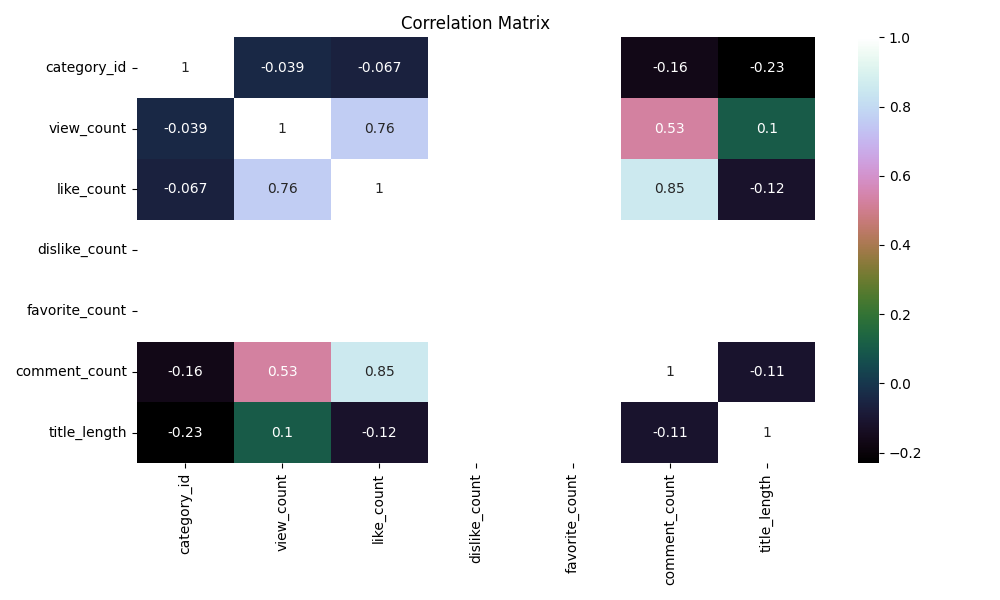 Correlation Matrix
category_id 1 -0.039 -0.067 -0.16 -0.23
view_count -0.039 1 0.76 0.53 0.1
like_count -0.067 0.76 1 0.85 -0.12
dislike_count
favorite_count
comment_count -0.16 0.53 0.85 1 -0.11
title_length -0.23 0.1 -0.12 -0.11 1
category_id view_count like_count dislike_count favorite_count comment_count title_length
1.0
0.8
0.6
0.4
0.2
0.0
−0.2